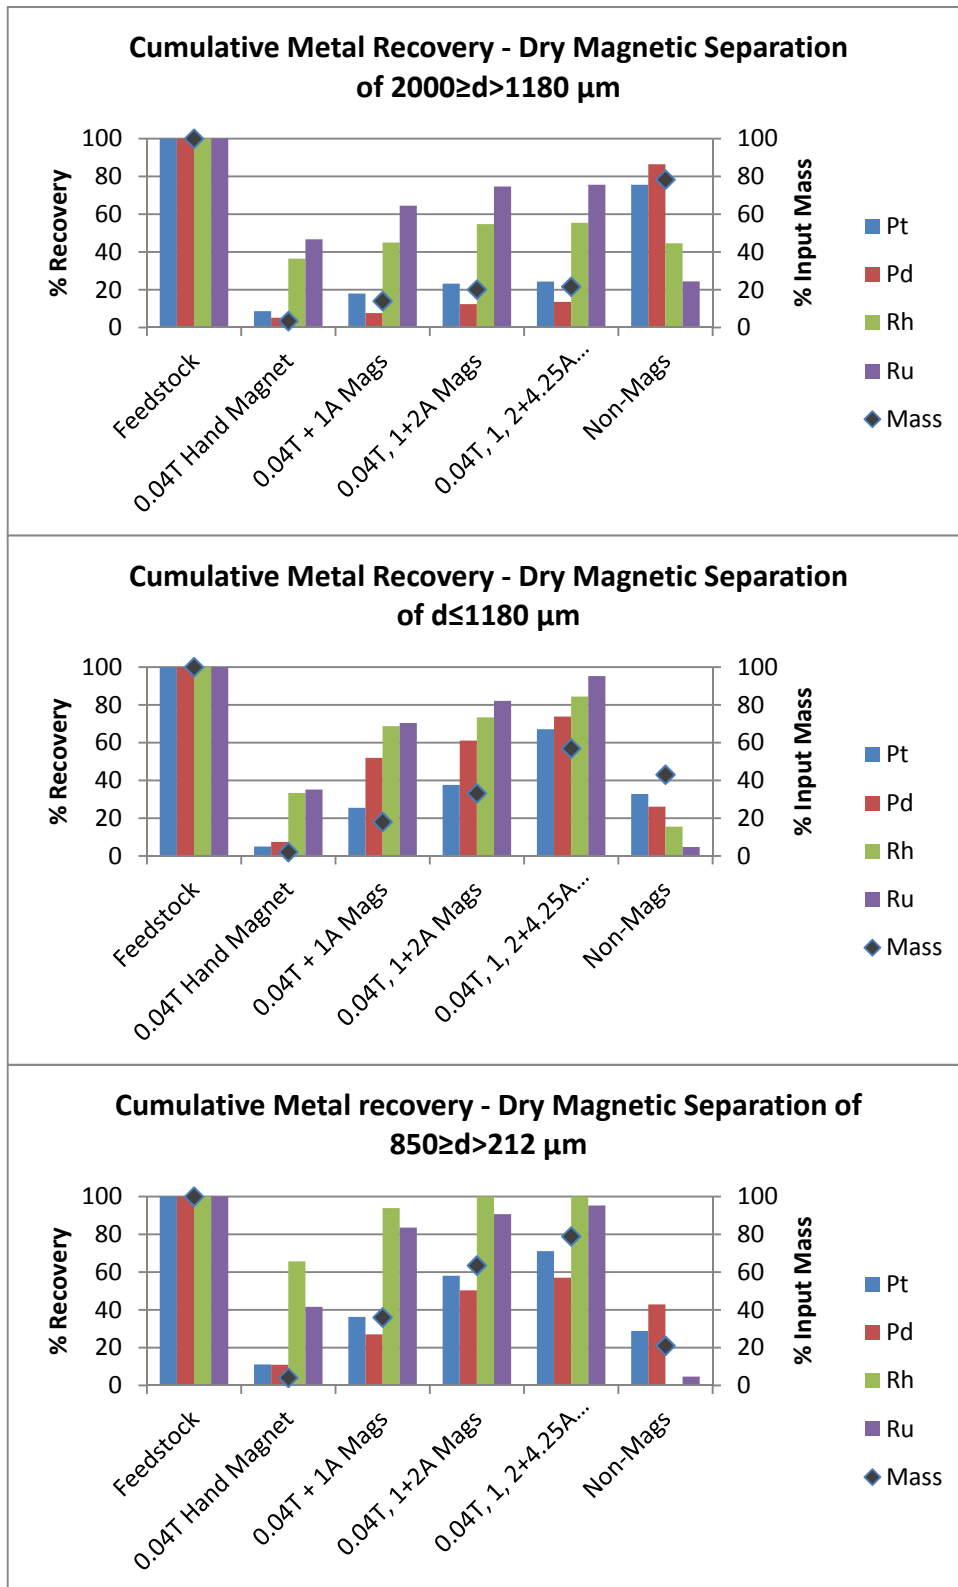 Cumulative Metal Recovery - Dry Magnetic Separation
of 2000≥d>1180 µm
% Recovery
100
80
60
40
20
0
100
80
60
40
20
0
% Input Mass
Feedstock
0.04T Hand Magnet
0.04T + 1A Mags
0.04T, 1+2A Mags
0.04T, 1, 2+4.25A...
Non-Mags
Pt
Pd
Rh
Ru
Mass
Cumulative Metal Recovery - Dry Magnetic Separation
of d≤1180 µm
% Recovery
100
80
60
40
20
0
100
80
60
40
20
0
% Input Mass
Feedstock
0.04T Hand Magnet
0.04T + 1A Mags
0.04T, 1+2A Mags
0.04T, 1, 2+4.25A...
Non-Mags
Pt
Pd
Rh
Ru
Mass
Cumulative Metal recovery - Dry Magnetic Separation of
850≥d>212 µm
% Recovery
100
80
60
40
20
0
100
80
60
40
20
0
% Input Mass
Feedstock
0.04T Hand Magnet
0.04T + 1A Mags
0.04T, 1+2A Mags
0.04T, 1, 2+4.25A...
Non-Mags
Pt
Pd
Rh
Ru
Mass